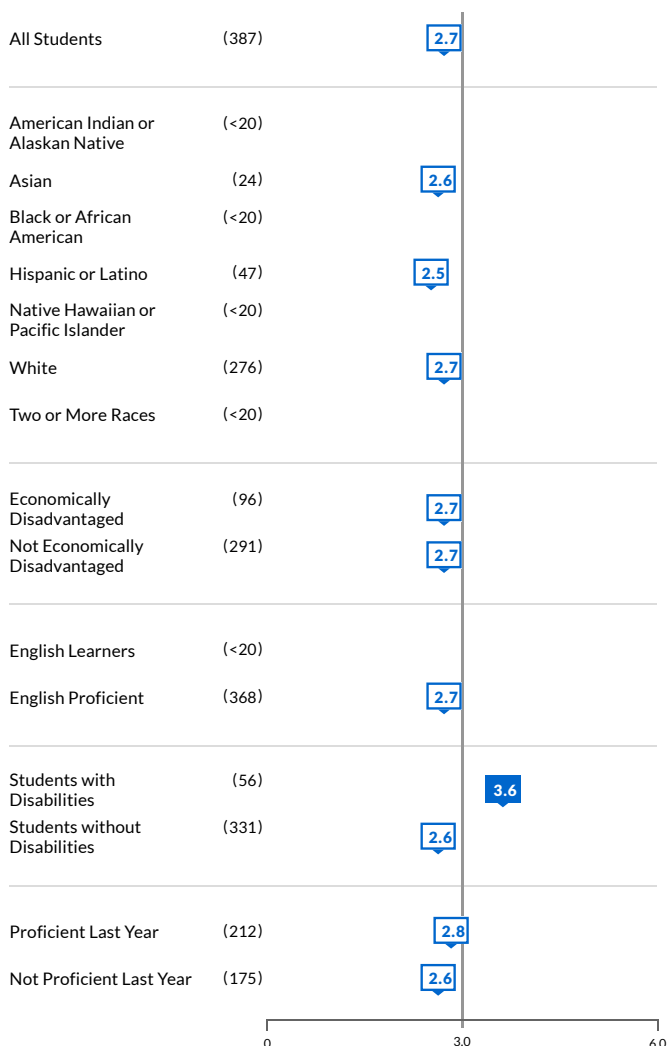 All Students (387) 2.7
American Indian or (<20)
Alaskan Native
Asian (24) 2.6
Black or African (<20)
American
Hispanic or Latino (47) 2.5
Native Hawaiian or (<20)
Pacific Islander
White (276) 2.7
Two or More Races (<20)
Economically (96) 2.7
Disadvantaged
Not Economically (291) 2.7
Disadvantaged
English Learners (<20)
English Proficient (368) 2.7
Students with (56) 3.6
Disabilities
Students without (331) 2.6
Disabilities
Proficient Last Year (212) 2.8
Not Proficient Last Year (175) 2.6
0 3.0 6.0